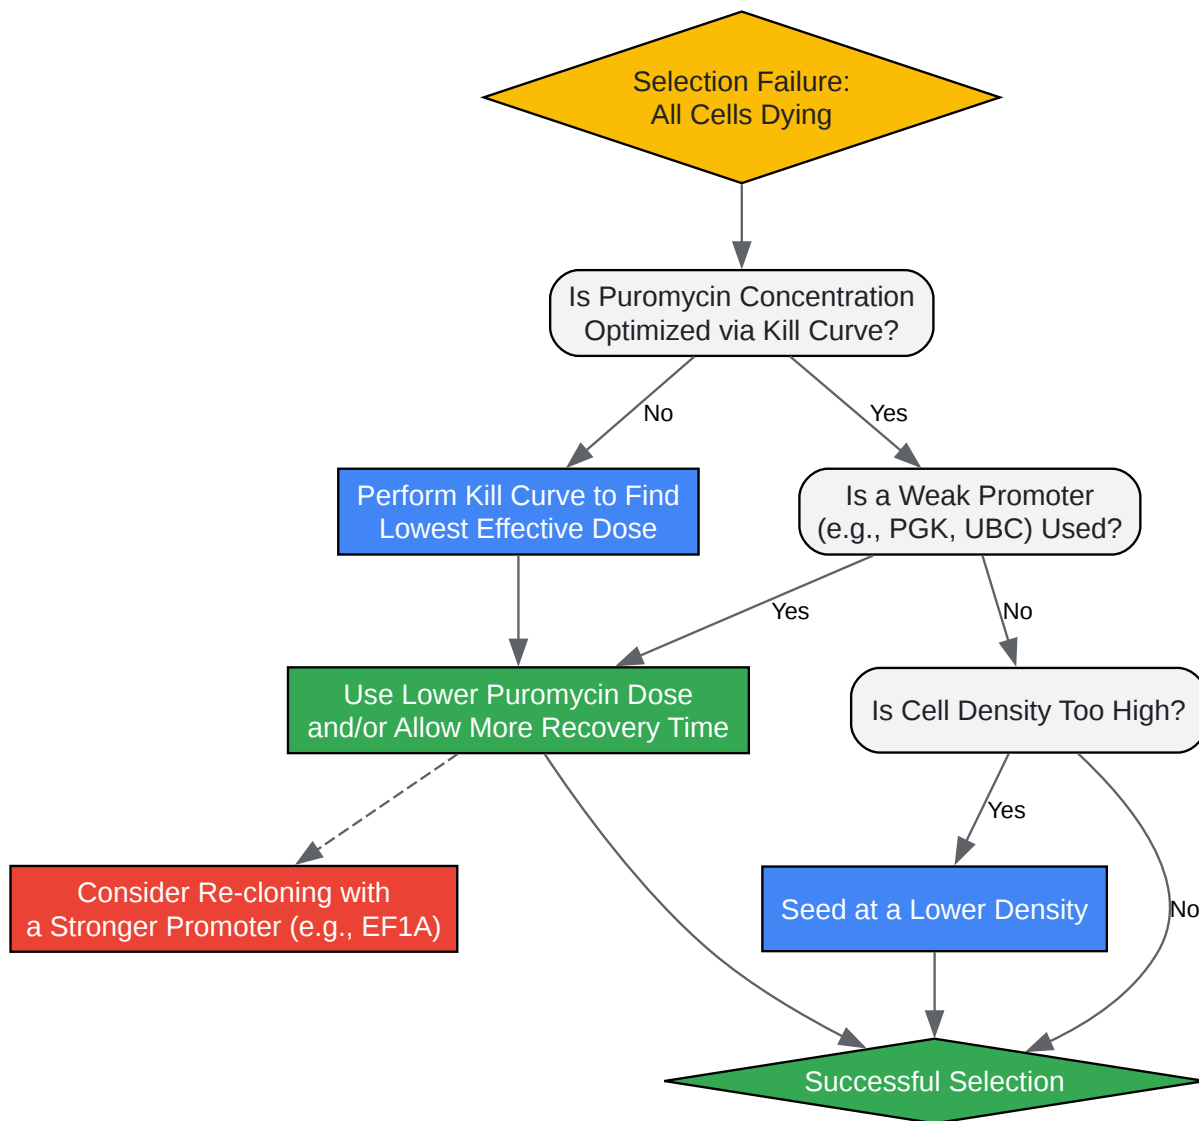 Selection Failure:
All Cells Dying
Is Puromycin Concentration
Optimized via Kill Curve?
No
Yes
Perform Kill Curve to Find
Lowest Effective Dose
Is a Weak Promoter
(e.g., PGK, UBC) Used?
Yes
No
Use Lower Puromycin Dose
and/or Allow More Recovery Time
Is Cell Density Too High?
Yes
Consider Re-cloning with
a Stronger Promoter (e.g., EF1A)
Seed at a Lower Density
No
Successful Selection